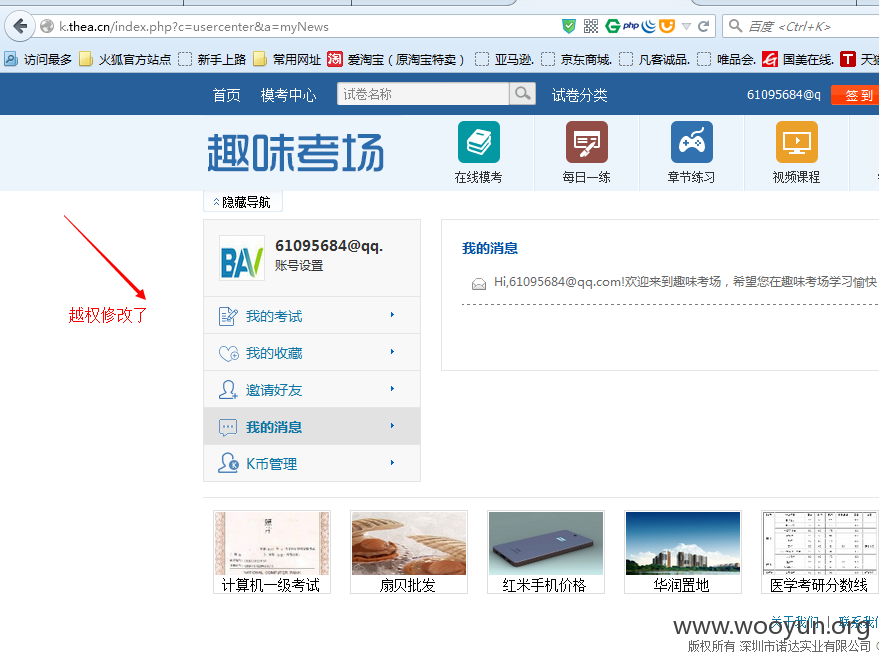 k.thea.cn/index.php?c=usercenter&a=myNews
php
百度 <Ctrl+K>
访问最多 火狐官方站点 新手上路 常用网址 淘 爱淘宝（原淘宝特卖） 亚马逊. 京东商城. 凡客诚品. 唯品会. 国美在线. T 天猫
首页 模考中心 试卷名称 试卷分类 61095684@q 签到
趣味考场
在线模考 每日一练 章节练习 视频课程
隐藏导航
BAV
61095684@qq.
账号设置
我的消息
Hi,61095684@qq.com!欢迎来到趣味考场，希望您在趣味考场学习愉快
越权修改了
我的考试
我的收藏
邀请好友
我的消息
K币管理
计算机一级考试 扇贝批发 红米手机价格 华润置地 医学考研分数线
关于我们 | 联系我们
www.wooyun.org
版权所有 深圳市诺达实业有限公司 ©